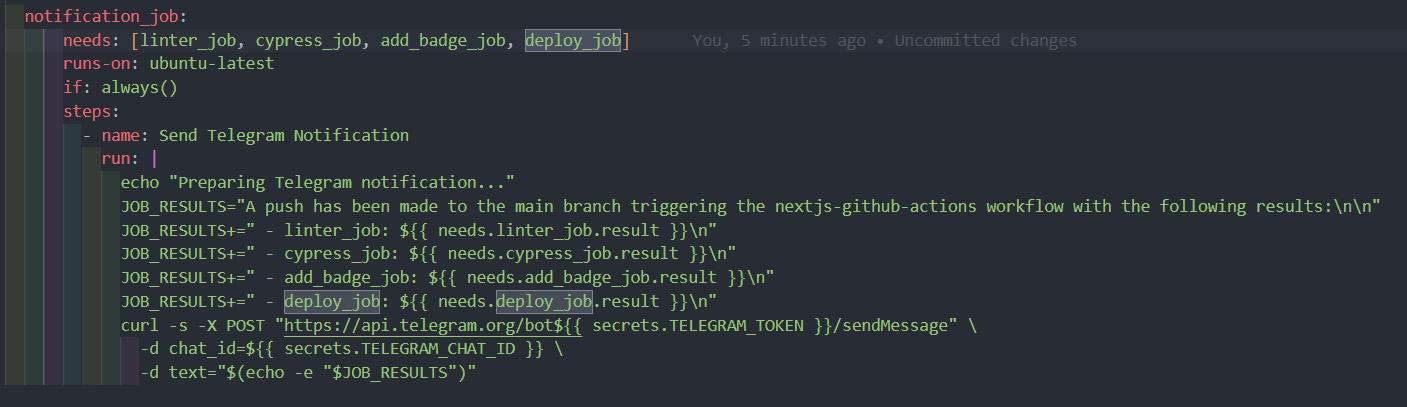 notification_job:
needs: [linter_job, cypress_job, add_badge_job, deploy_job] You, 5 minutes ago • Uncommitted changes
runs-on: ubuntu-latest
if: always()
steps:
- name: Send Telegram Notification
run: |
echo "Preparing Telegram notification..."
JOB_RESULTS="A push has been made to the main branch triggering the nextjs-github-actions workflow with the following results:\n\n"
JOB_RESULTS+=" - linter_job: ${{ needs.linter_job.result }}\n"
JOB_RESULTS+=" - cypress_job: ${{ needs.cypress_job.result }}\n"
JOB_RESULTS+=" - add_badge_job: ${{ needs.add_badge_job.result }}\n"
JOB_RESULTS+=" - deploy_job: ${{ needs.deploy_job.result }}\n"
curl -s -X POST "https://api.telegram.org/bot${{ secrets.TELEGRAM_TOKEN }}/sendMessage" \
-d chat_id=${{ secrets.TELEGRAM_CHAT_ID }} \
-d text="$(echo -e "$JOB_RESULTS")"